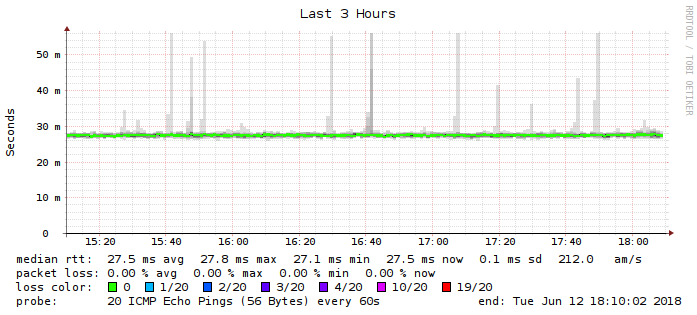 Last 3 Hours
RRDTOOL / TOBI OETIKER
Seconds
50 m
40 m
30 m
20 m
10 m
0
15:20 15:40 16:00 16:20 16:40 17:00 17:20 17:40 18:00
median rtt: 27.5 ms avg 27.8 ms max 27.1 ms min 27.5 ms now 0.1 ms sd 212.0 am/s
packet loss: 0.00 % avg 0.00 % max 0.00 % min 0.00 % now
loss color: 0 1/20 2/20 3/20 4/20 10/20 19/20
probe: 20 ICMP Echo Pings (56 Bytes) every 60s end: Tue Jun 12 18:10:02 2018